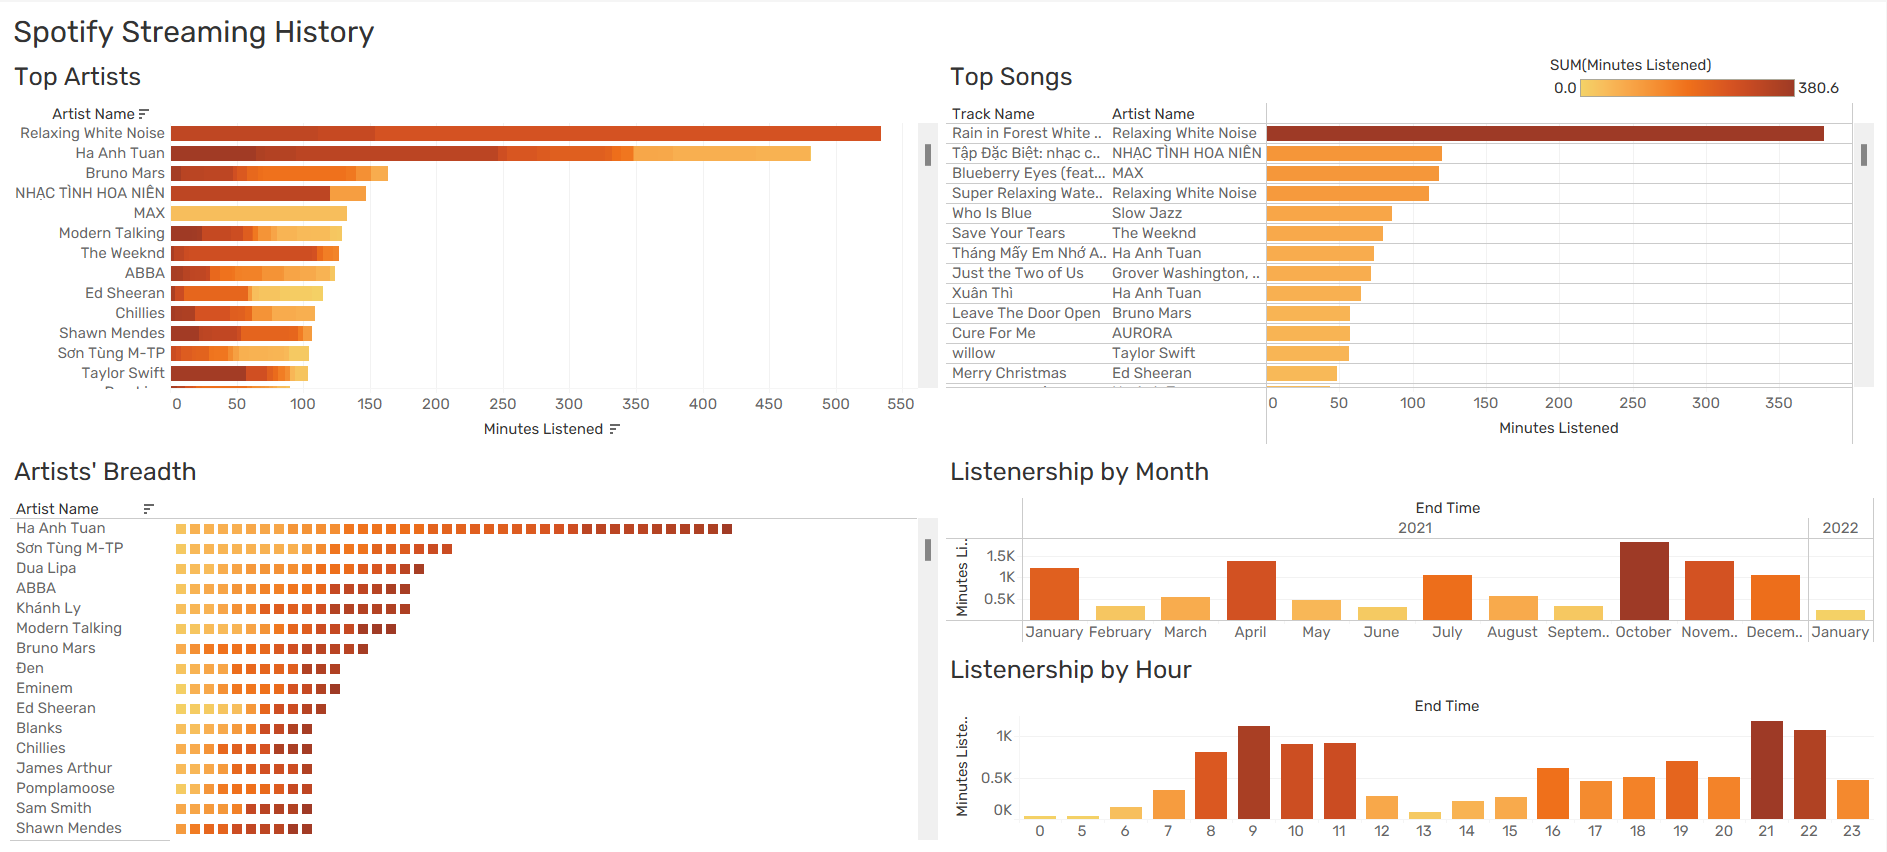 Spotify Streaming History
Top Artists
Artist Name
Relaxing White Noise
Ha Anh Tuan
Bruno Mars
NHẠC TÌNH HOA NIÊN
MAX
Modern Talking
The Weeknd
ABBA
Ed Sheeran
Chillies
Shawn Mendes
Sơn Tùng M-TP
Taylor Swift
0 50 100 150 200 250 300 350 400 450 500 550
Minutes Listened
Top Songs
SUM(Minutes Listened)
0.0 380.6
Track Name Artist Name
Rain in Forest White .. Relaxing White Noise
Tập Đặc Biệt: nhạc c.. NHẠC TÌNH HOA NIÊN
Blueberry Eyes (feat... MAX
Super Relaxing Wate.. Relaxing White Noise
Who Is Blue Slow Jazz
Save Your Tears The Weeknd
Tháng Mấy Em Nhớ A.. Ha Anh Tuan
Just the Two of Us Grover Washington, ..
Xuân Thì Ha Anh Tuan
Leave The Door Open Bruno Mars
Cure For Me AURORA
willow Taylor Swift
Merry Christmas Ed Sheeran
0 50 100 150 200 250 300 350
Minutes Listened
Artists' Breadth
Artist Name
Ha Anh Tuan
Sơn Tùng M-TP
Dua Lipa
ABBA
Khánh Ly
Modern Talking
Bruno Mars
Đen
Eminem
Ed Sheeran
Blanks
Chillies
James Arthur
Pomplamoose
Sam Smith
Shawn Mendes
Listenership by Month
End Time
2021 2022
Minutes Li..
1.5K
1K
0.5K
January February March April May June July August Septem.. October Novem.. Decem.. January
Listenership by Hour
End Time
Minutes Liste..
1K
0.5K
0K
0 5 6 7 8 9 10 11 12 13 14 15 16 17 18 19 20 21 22 23